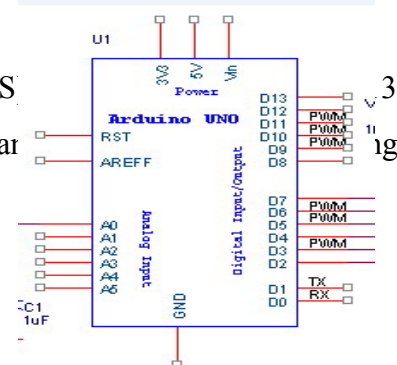 U1
3V3 5V Vin
Power
Arduino UNO
RST
AREFF
A0
A1
A2
A3
A4
A5
Analog Input
Digital Input/Output
D13
D12 PWM
D11 PWM
D10 PWM
D9
D8
D7 PWM
D6 PWM
D5
D4 PWM
D3
D2
D1 TX
D0 RX
GND
C1
1uF
S
3
ng